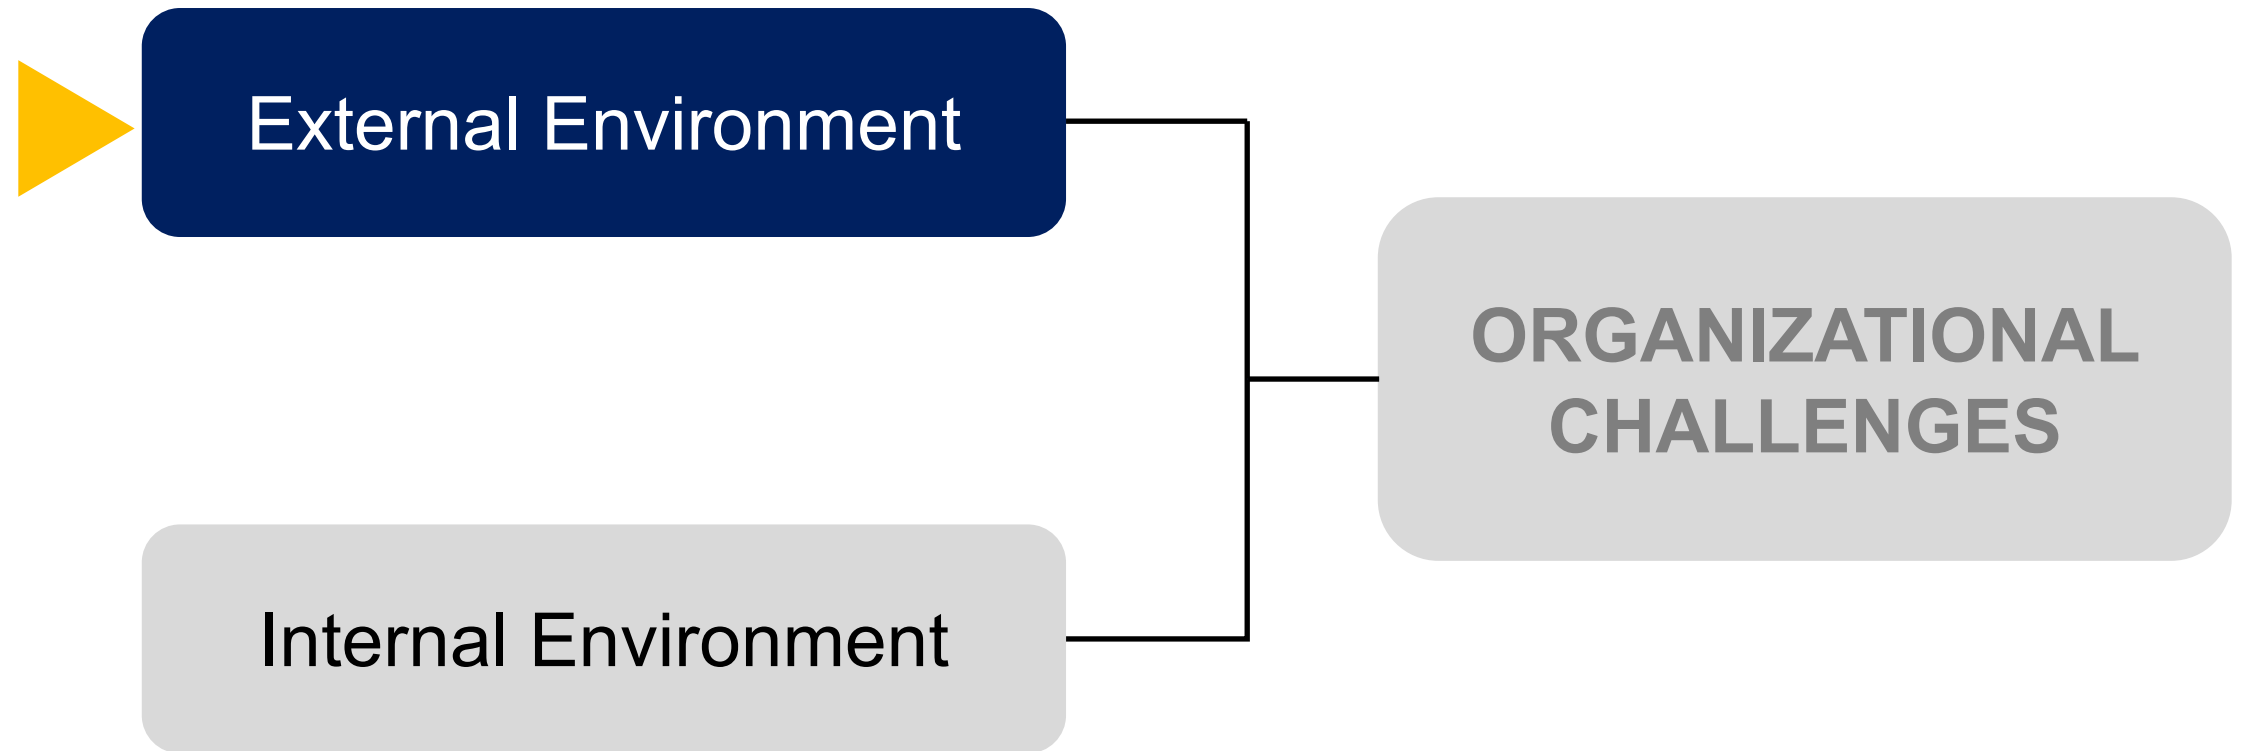 External Environment
ORGANIZATIONAL
CHALLENGES
Internal Environment